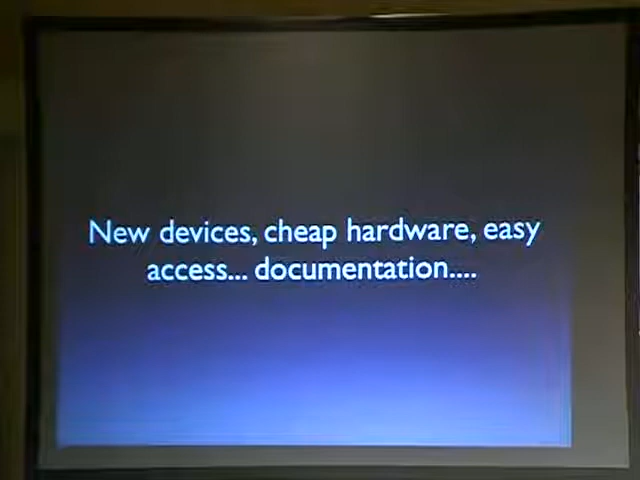 New devices, cheap hardware, easy
access... documentation....